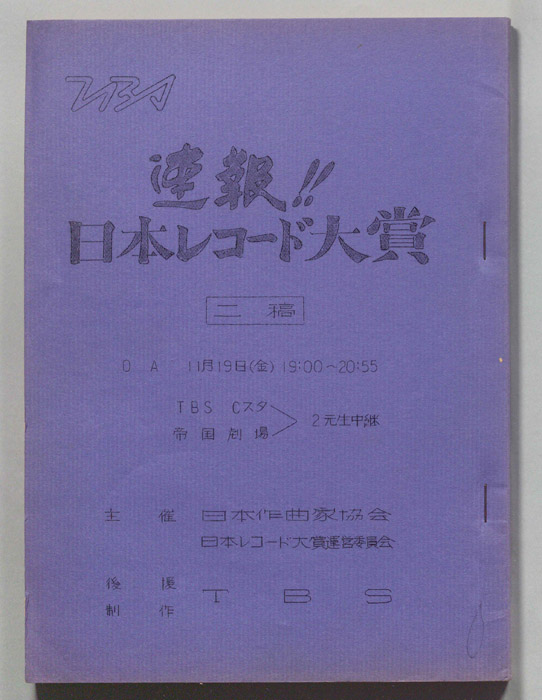 TBS
速報!!
日本レコード大賞
二稿
OA 11月19日(金) 19:00〜20:55
TBS Cスタ
帝国劇場
2元生中継
主催 日本作曲家協会
日本レコード大賞運営委員会
後援
制作
TBS